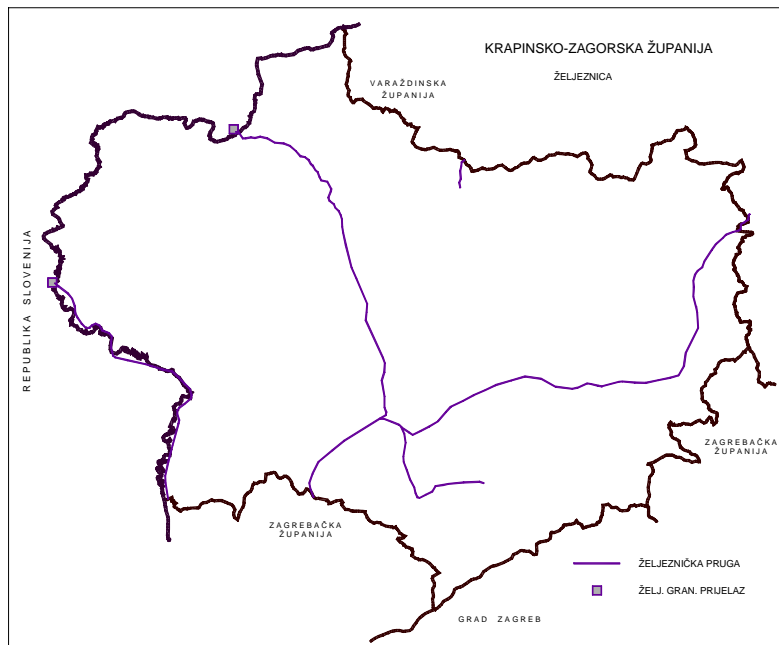 KRAPINSKO-ZAGORSKA ŽUPANIJA
ŽELJEZNICA
VARAŽDINSKA
ŽUPANIJA
REPUBLIKA SLOVENIJA
ZAGREBAČKA
ŽUPANIJA
ZAGREBAČKA
ŽUPANIJA
ŽELJEZNIČKA PRUGA
ŽELJ. GRAN. PRIJELAZ
GRAD ZAGREB